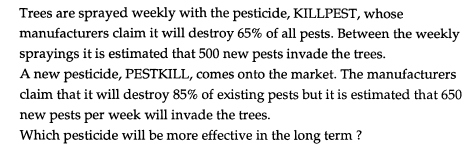 Trees are sprayed weekly with the pesticide, KILLPEST, whose
manufacturers claim it will destroy 65% of all pests. Between the weekly
sprayings it is estimated that 500 new pests invade the trees.
A new pesticide, PESTKILL, comes onto the market. The manufacturers
claim that it will destroy 85% of existing pests but it is estimated that 650
new pests per week will invade the trees.
Which pesticide will be more effective in the long term ?